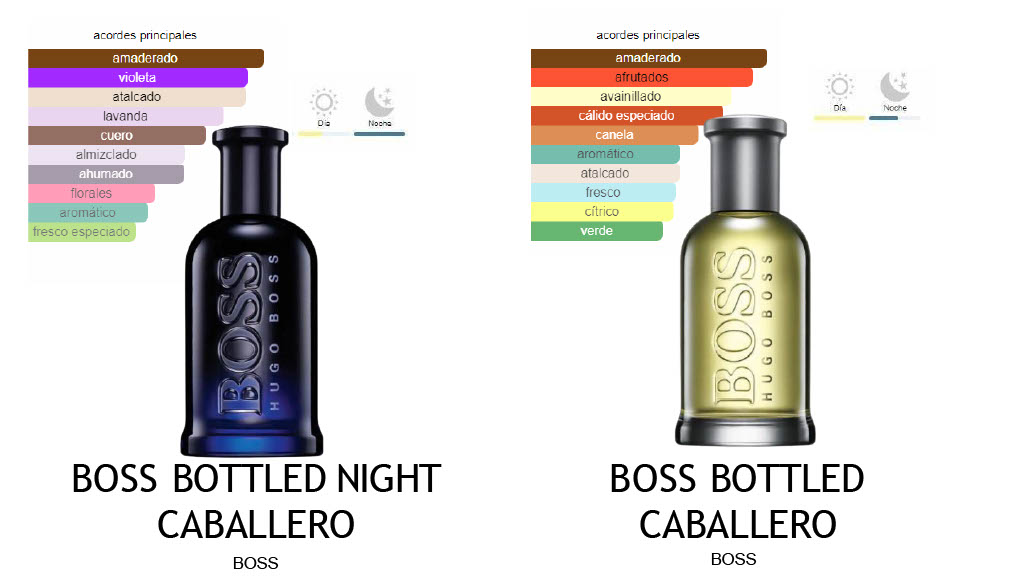 acordes principales
amaderado
violeta
atalcado
lavanda
cuero
almizclado
ahumado
florales
aromático
fresco especiado
Día
Noche
BOSS
HUGO BOSS
BOSS BOTTLED NIGHT
CABALLERO
BOSS
acordes principales
amaderado
afrutados
avainillado
cálido especiado
canela
aromático
atalcado
fresco
cítrico
verde
Día
Noche
BOSS
HUGO BOSS
BOSS BOTTLED
CABALLERO
BOSS